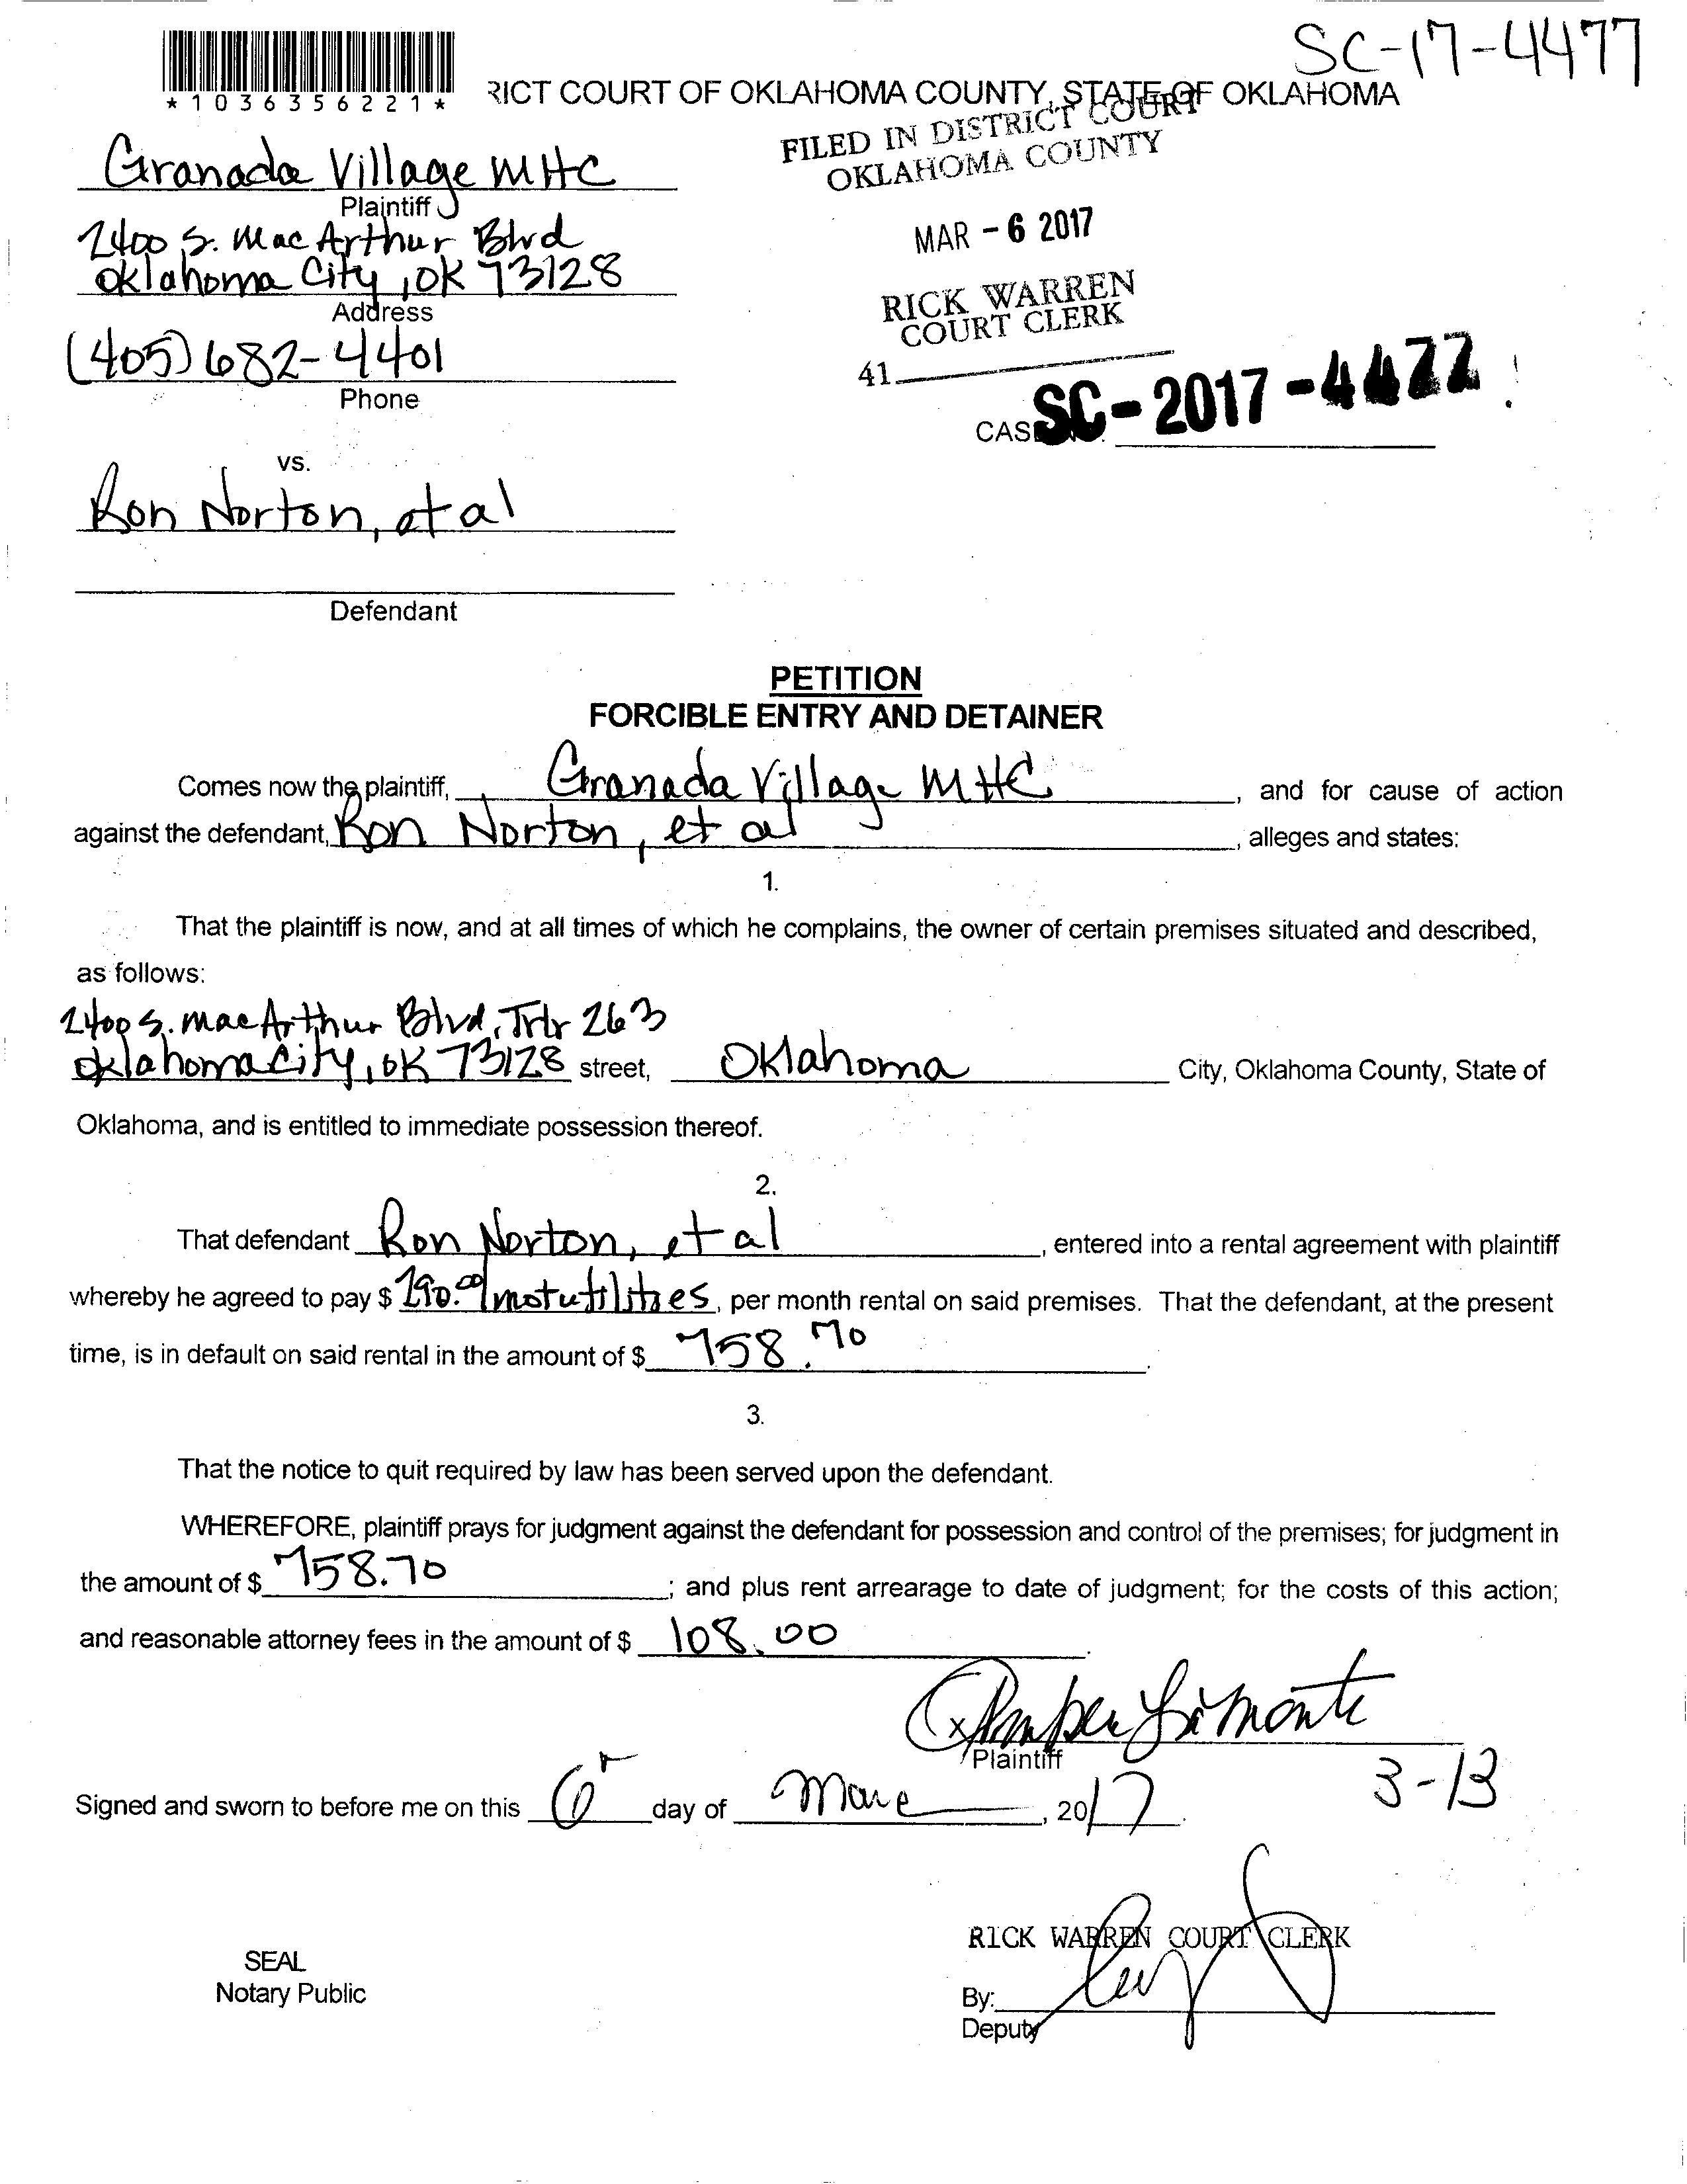 SC-17-4477
*1036356221*
RICT COURT OF OKLAHOMA COUNTY, STATE OF OKLAHOMA
FILED IN DISTRICT COURT
OKLAHOMA COUNTY
Granada Village MHC
Plaintiff
MAR - 6 2017
2400 S. MacArthur Blvd
Oklahoma City, OK 73128
Address
RICK WARREN
COURT CLERK
(405) 682-4401
Phone
41
CAS SC-2017-4477
vs.
Ron Norton, et al
Defendant
PETITION
FORCIBLE ENTRY AND DETAINER
Comes now the plaintiff, Granada Village MHC, and for cause of action
against the defendant, Ron Norton, et al, alleges and states:
1.
That the plaintiff is now, and at all times of which he complains, the owner of certain premises situated and described,
as follows:
2400 S. MacArthur Blvd, Trlr 263
Oklahoma City, OK 73128 street, Oklahoma City, Oklahoma County, State of
Oklahoma, and is entitled to immediate possession thereof.
2.
That defendant Ron Norton, et al, entered into a rental agreement with plaintiff
whereby he agreed to pay $ 290.00/mo+utilities, per month rental on said premises. That the defendant, at the present
time, is in default on said rental in the amount of $ 758.70.
3.
That the notice to quit required by law has been served upon the defendant.
WHEREFORE, plaintiff prays for judgment against the defendant for possession and control of the premises; for judgment in
the amount of $ 758.70; and plus rent arrearage to date of judgment; for the costs of this action;
and reasonable attorney fees in the amount of $ 108.00.
x Amber
Plaintiff
3-13
Signed and sworn to before me on this 6 day of Mar, 2017.
RICK WARREN COURT CLERK
SEAL
Notary Public
By:
Deputy